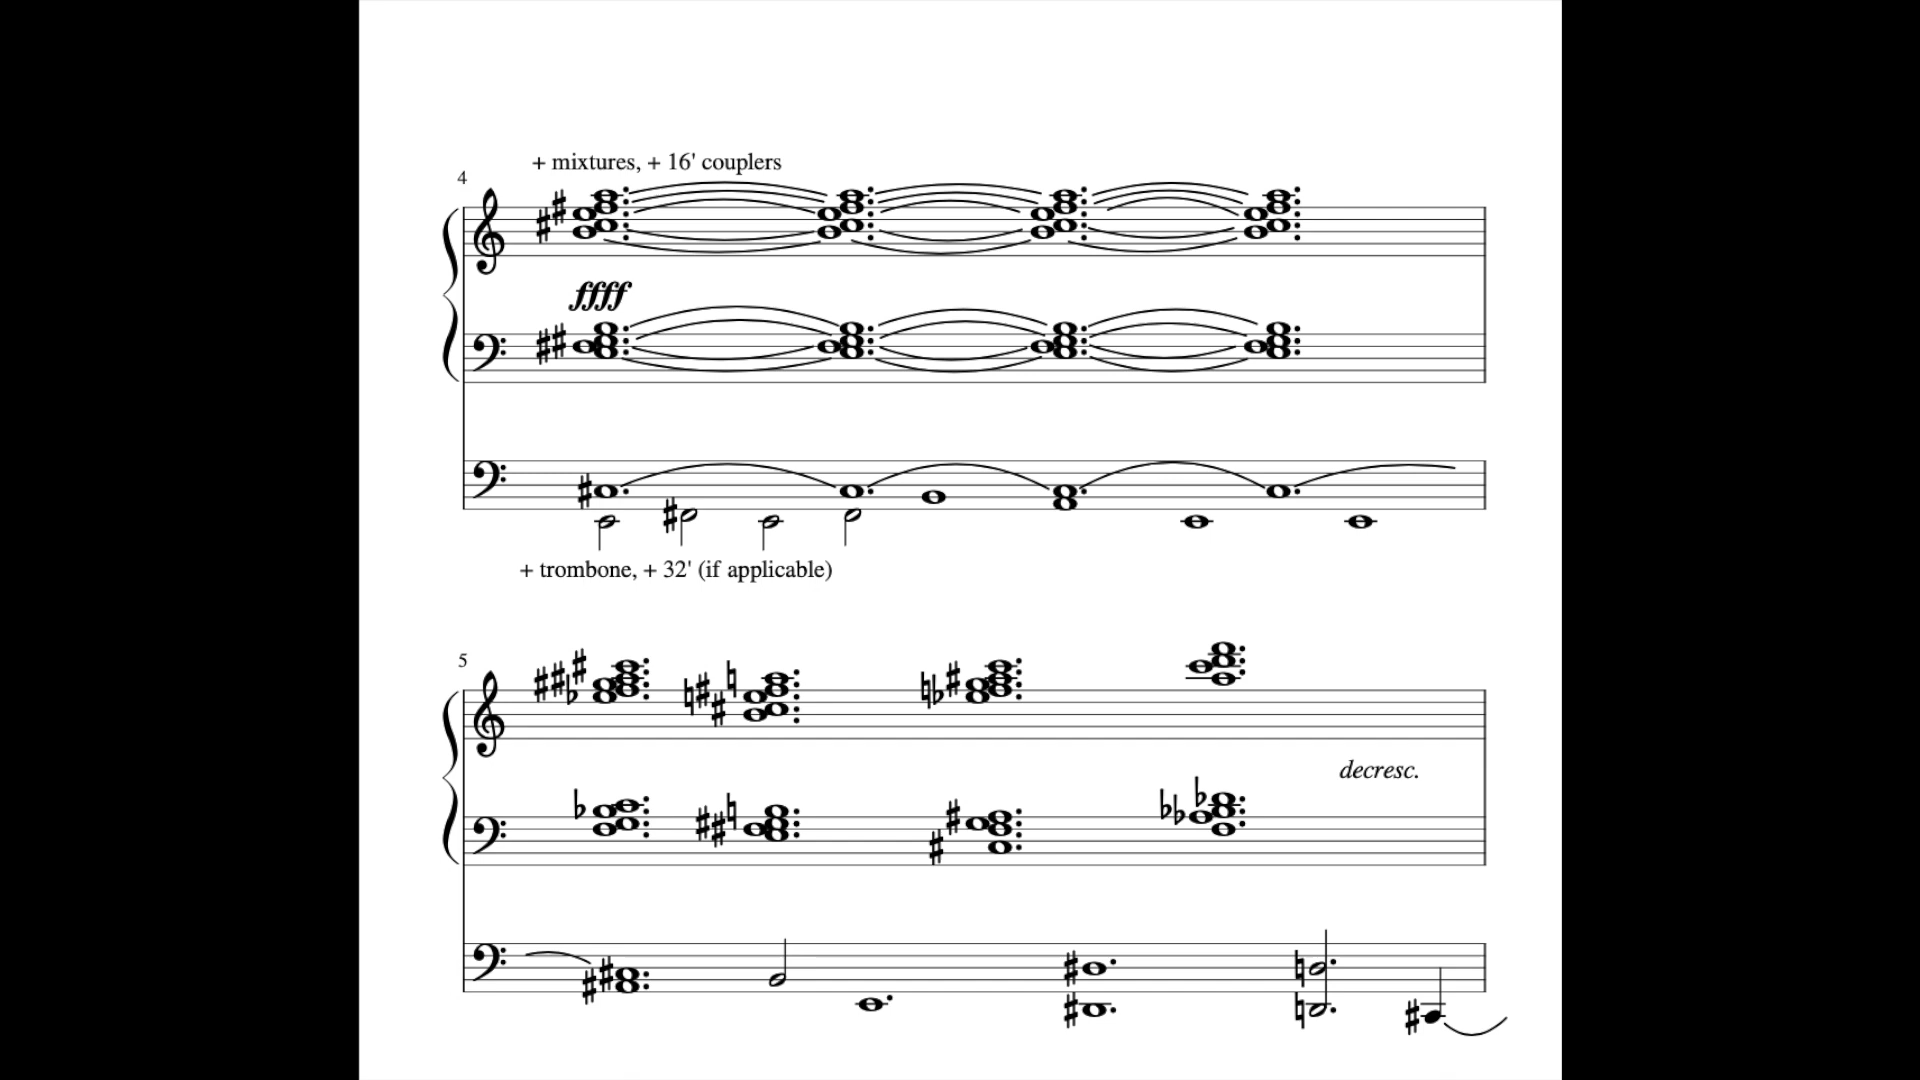 + mixtures, + 16' couplers
4
ffff
+ trombone, + 32' (if applicable)
5
decresc.